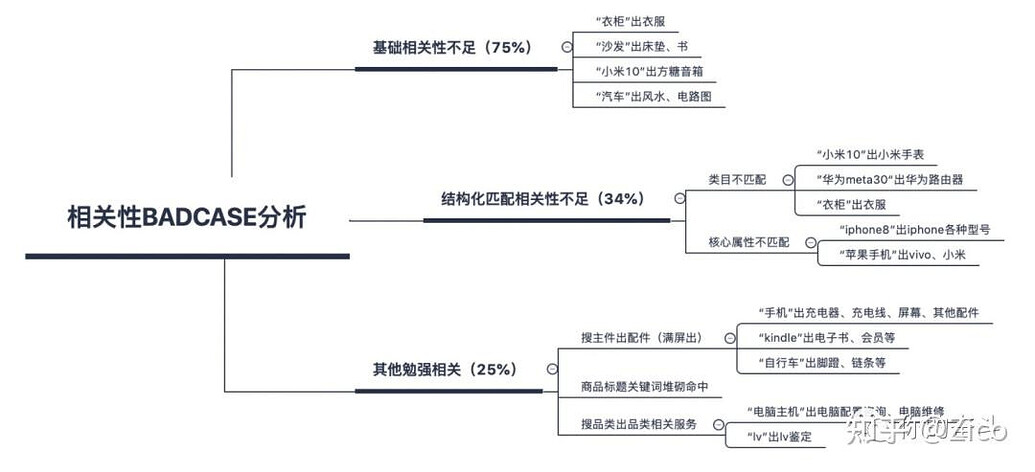 相关性BADCASE分析
基础相关性不足（75%）
“衣柜”出衣服
“沙发”出床垫、书
“小米10”出方糖音箱
“汽车”出风水、电路图
结构化匹配相关性不足（34%）
类目不匹配
“小米10”出小米手表
“华为meta30”出华为路由器
“衣柜”出衣服
核心属性不匹配
“iphone8”出iphone各种型号
“苹果手机”出vivo、小米
其他勉强相关（25%）
搜主件出配件（满屏出）
“手机”出充电器、充电线、屏幕、其他配件
“kindle”出电子书、会员等
“自行车”出脚蹬、链条等
商品标题关键词堆砌命中
搜品类出品类相关服务
“电脑主机”出电脑配置咨询、电脑维修
“lv”出lv鉴定
知乎